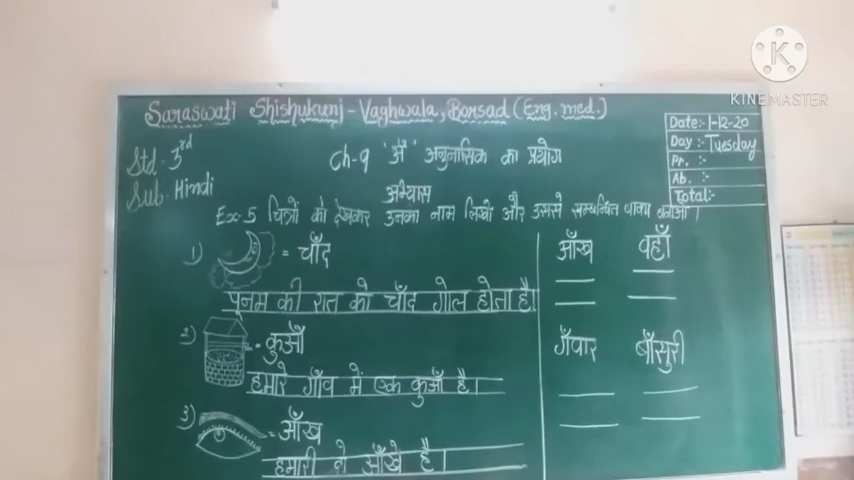 K
KINEMASTER
Saraswati Shishukunj - Vaghwala, Borsad (Eng. med.)
Date:- 1-12-20
Day :- Tuesday
Pr. :-
Ab. :-
Total:-
Std : 3rd
Sub : Hindi
Ch-9 'अँ' अनुनासिक का प्रयोग
अभ्यास
Ex-5 चित्रों को देखकर उनका नाम लिखो और उससे सम्बन्धित वाक्य बनाओ ।
1) = चाँद
पूनम की रात को चाँद गोल होता है।
2) = कुआँ
हमारे गाँव में एक कुआँ है।
3) = आँख
हमारी दो आँखे है।
आँख वहाँ
गँवार बाँसुरी